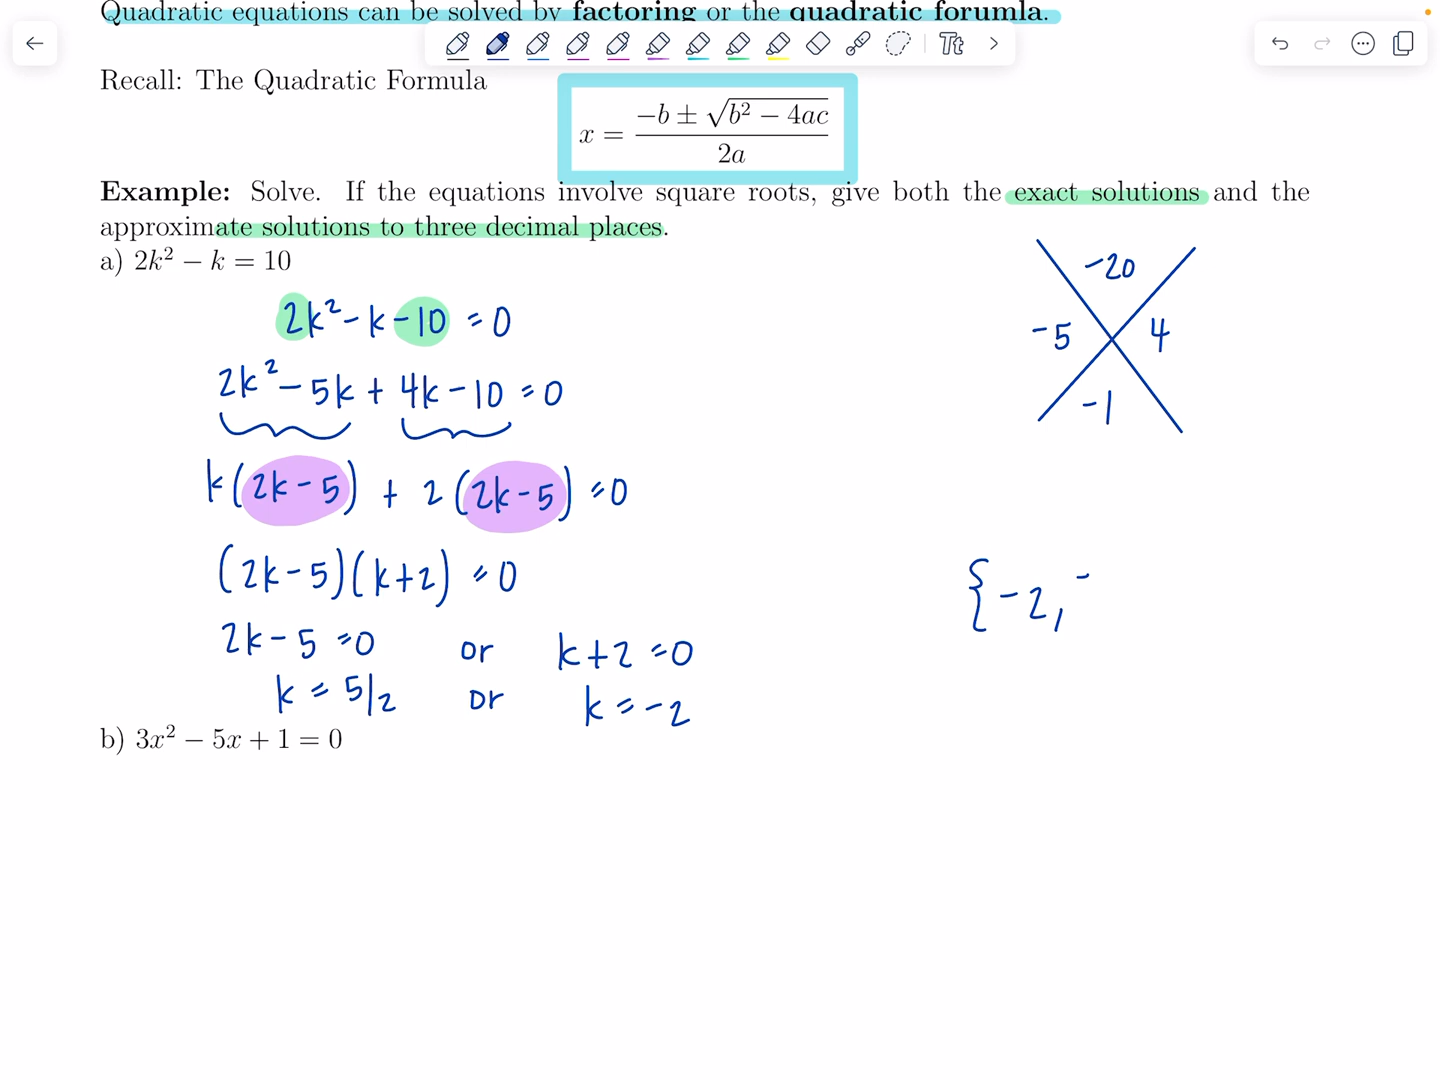 Quadratic equations can be solved by factoring or the quadratic forumla.
Tt
Recall: The Quadratic Formula
x = \frac{-b ± \sqrt{b² − 4ac}}{2a}
Example: Solve. If the equations involve square roots, give both the exact solutions and the
approximate solutions to three decimal places.
a) 2k² − k = 10
2k² - k - 10 = 0
2k² - 5k + 4k - 10 = 0
k(2k - 5) + 2(2k - 5) = 0
(2k - 5)(k + 2) = 0
2k - 5 = 0 or k + 2 = 0
k = 5/2 or k = -2
-20
-5 4
-1
{-2,
b) 3x² − 5x + 1 = 0